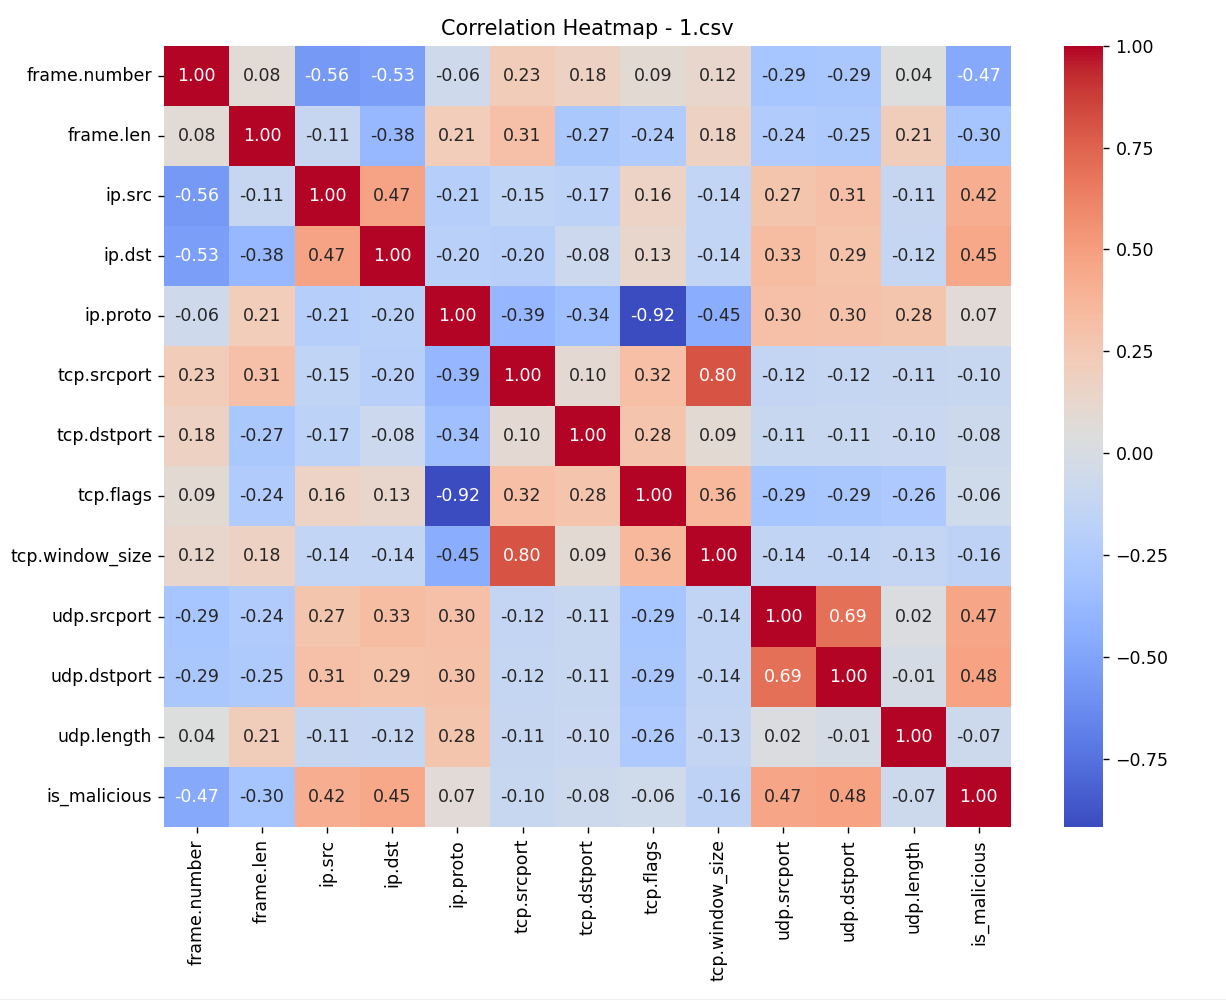 Correlation Heatmap - 1.csv
frame.number 1.00 0.08 -0.56 -0.53 -0.06 0.23 0.18 0.09 0.12 -0.29 -0.29 0.04 -0.47
frame.len 0.08 1.00 -0.11 -0.38 0.21 0.31 -0.27 -0.24 0.18 -0.24 -0.25 0.21 -0.30
ip.src -0.56 -0.11 1.00 0.47 -0.21 -0.15 -0.17 0.16 -0.14 0.27 0.31 -0.11 0.42
ip.dst -0.53 -0.38 0.47 1.00 -0.20 -0.20 -0.08 0.13 -0.14 0.33 0.29 -0.12 0.45
ip.proto -0.06 0.21 -0.21 -0.20 1.00 -0.39 -0.34 -0.92 -0.45 0.30 0.30 0.28 0.07
tcp.srcport 0.23 0.31 -0.15 -0.20 -0.39 1.00 0.10 0.32 0.80 -0.12 -0.12 -0.11 -0.10
tcp.dstport 0.18 -0.27 -0.17 -0.08 -0.34 0.10 1.00 0.28 0.09 -0.11 -0.11 -0.10 -0.08
tcp.flags 0.09 -0.24 0.16 0.13 -0.92 0.32 0.28 1.00 0.36 -0.29 -0.29 -0.26 -0.06
tcp.window_size 0.12 0.18 -0.14 -0.14 -0.45 0.80 0.09 0.36 1.00 -0.14 -0.14 -0.13 -0.16
udp.srcport -0.29 -0.24 0.27 0.33 0.30 -0.12 -0.11 -0.29 -0.14 1.00 0.69 0.02 0.47
udp.dstport -0.29 -0.25 0.31 0.29 0.30 -0.12 -0.11 -0.29 -0.14 0.69 1.00 -0.01 0.48
udp.length 0.04 0.21 -0.11 -0.12 0.28 -0.11 -0.10 -0.26 -0.13 0.02 -0.01 1.00 -0.07
is_malicious -0.47 -0.30 0.42 0.45 0.07 -0.10 -0.08 -0.06 -0.16 0.47 0.48 -0.07 1.00
frame.number
frame.len
ip.src
ip.dst
ip.proto
tcp.srcport
tcp.dstport
tcp.flags
tcp.window_size
udp.srcport
udp.dstport
udp.length
is_malicious
1.00
0.75
0.50
0.25
0.00
−0.25
−0.50
−0.75